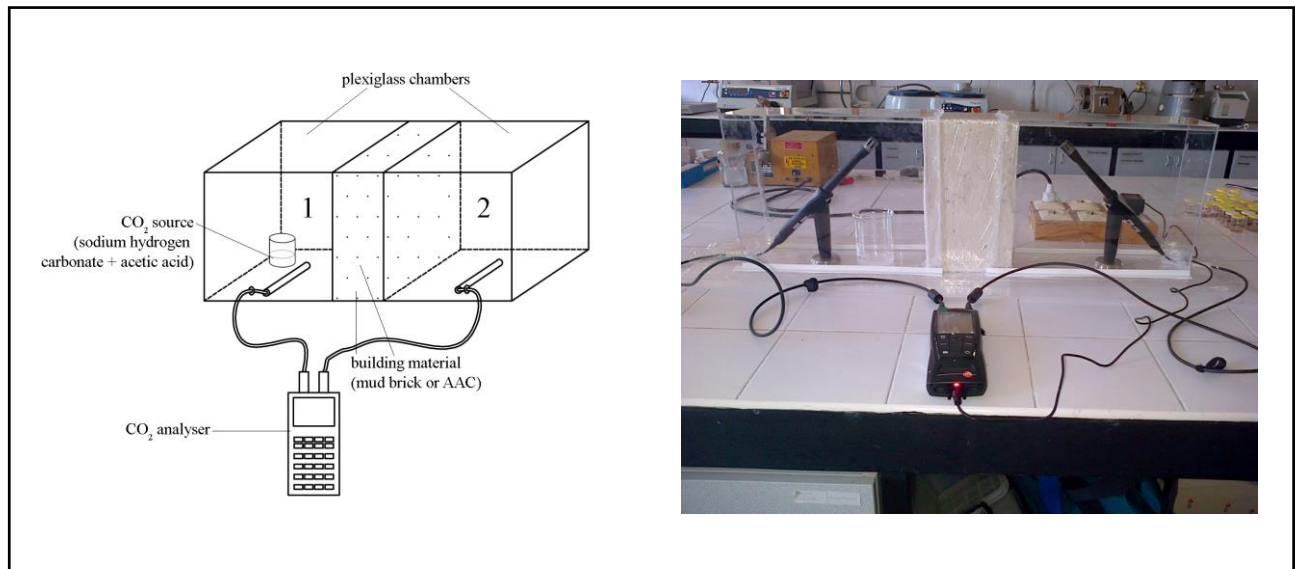 plexiglass chambers
CO₂ source
(sodium hydrogen
carbonate + acetic acid)
1
2
building material
(mud brick or AAC)
CO₂ analyser